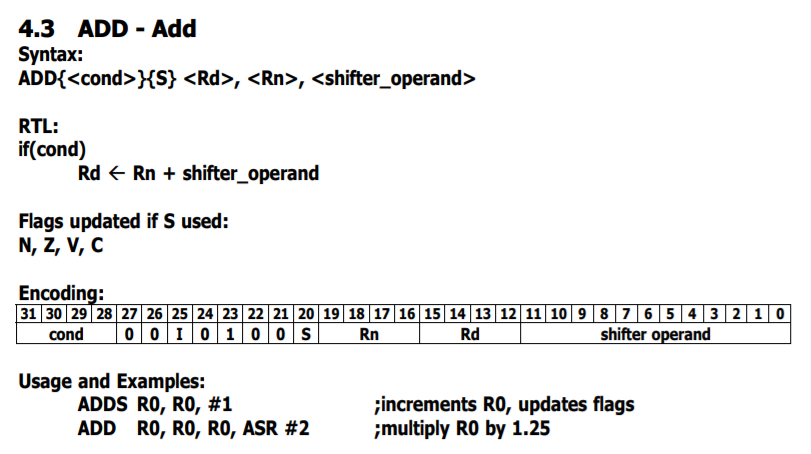 4.3 ADD - Add
Syntax:
ADD{<cond>}{S} <Rd>, <Rn>, <shifter_operand>
RTL:
if(cond)
Rd ← Rn + shifter_operand
Flags updated if S used:
N, Z, V, C
Encoding:
31 30 29 28 27 26 25 24 23 22 21 20 19 18 17 16 15 14 13 12 11 10 9 8 7 6 5 4 3 2 1 0
cond 0 0 I 0 1 0 0 S Rn Rd shifter operand
Usage and Examples:
ADDS R0, R0, #1 ;increments R0, updates flags
ADD R0, R0, R0, ASR #2 ;multiply R0 by 1.25